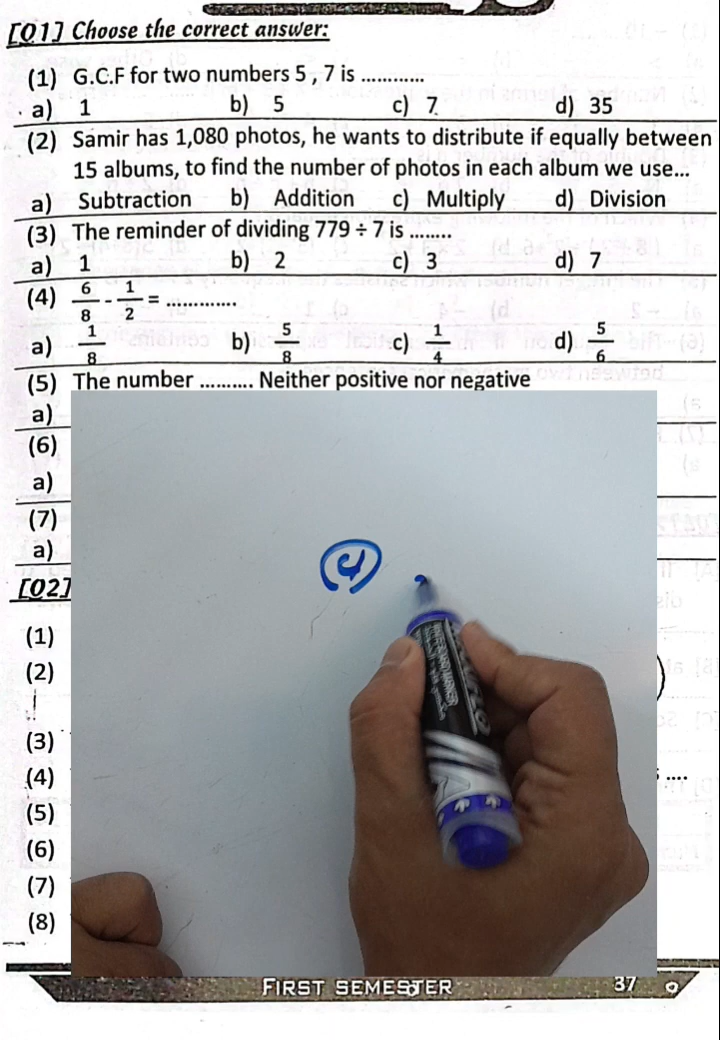 [Q1] Choose the correct answer:
(1) G.C.F for two numbers 5 , 7 is ............
a) 1 b) 5 c) 7 d) 35
(2) Samir has 1,080 photos, he wants to distribute if equally between
15 albums, to find the number of photos in each album we use...
a) Subtraction b) Addition c) Multiply d) Division
(3) The reminder of dividing 779 ÷ 7 is ........
a) 1 b) 2 c) 3 d) 7
(4) 6/8 - 1/2 = .............
a) 1/8 b) 5/8 c) 1/4 d) 5/6
(5) The number .......... Neither positive nor negative
a)
(6)
a)
(7)
a)
[Q2]
(1)
(2)
(3)
(4) ....
(5)
(6)
(7)
(8)
FIRST SEMESTER 37